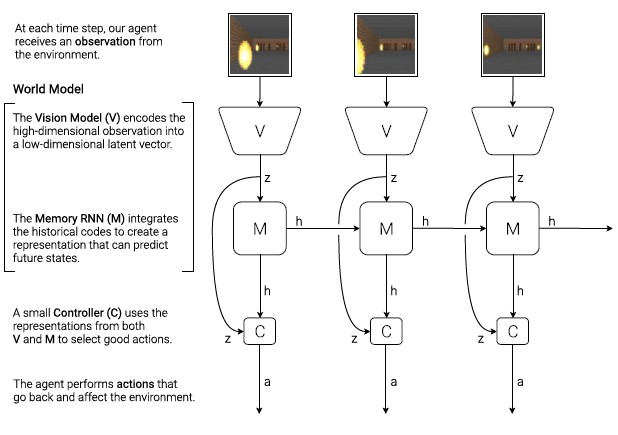 At each time step, our agent
receives an observation from
the environment.
World Model
The Vision Model (V) encodes the
high-dimensional observation into
a low-dimensional latent vector.
V
V
V
z
z
z
The Memory RNN (M) integrates
the historical codes to create a
representation that can predict
future states.
M
h
M
h
M
h
h
h
h
A small Controller (C) uses the
representations from both
V and M to select good actions.
z
C
z
C
z
C
The agent performs actions that
go back and affect the environment.
a
a
a